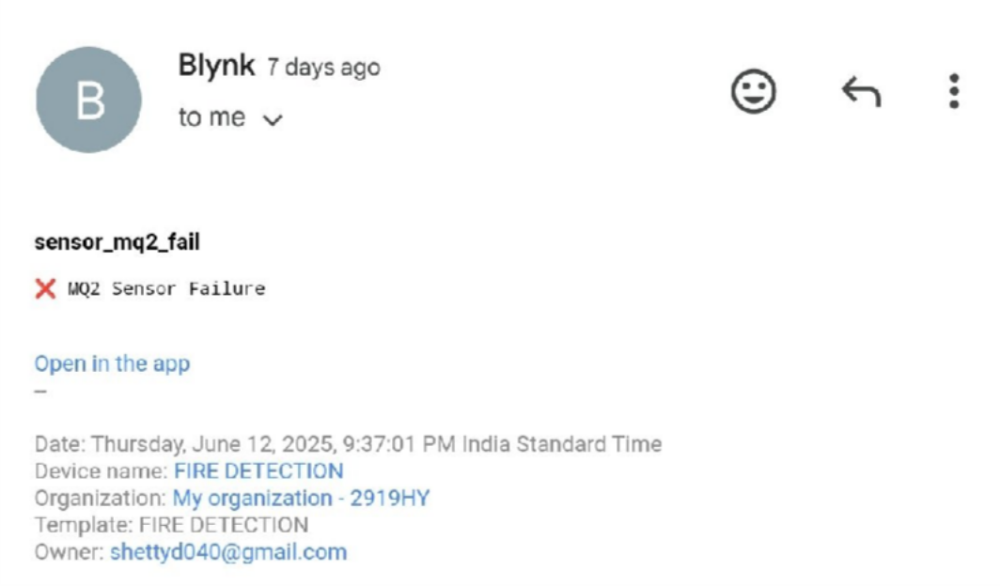 B
Blynk 7 days ago
to me
sensor_mq2_fail
❌ MQ2 Sensor Failure
Open in the app
–
Date: Thursday, June 12, 2025, 9:37:01 PM India Standard Time
Device name: FIRE DETECTION
Organization: My organization - 2919HY
Template: FIRE DETECTION
Owner: shettyd040@gmail.com